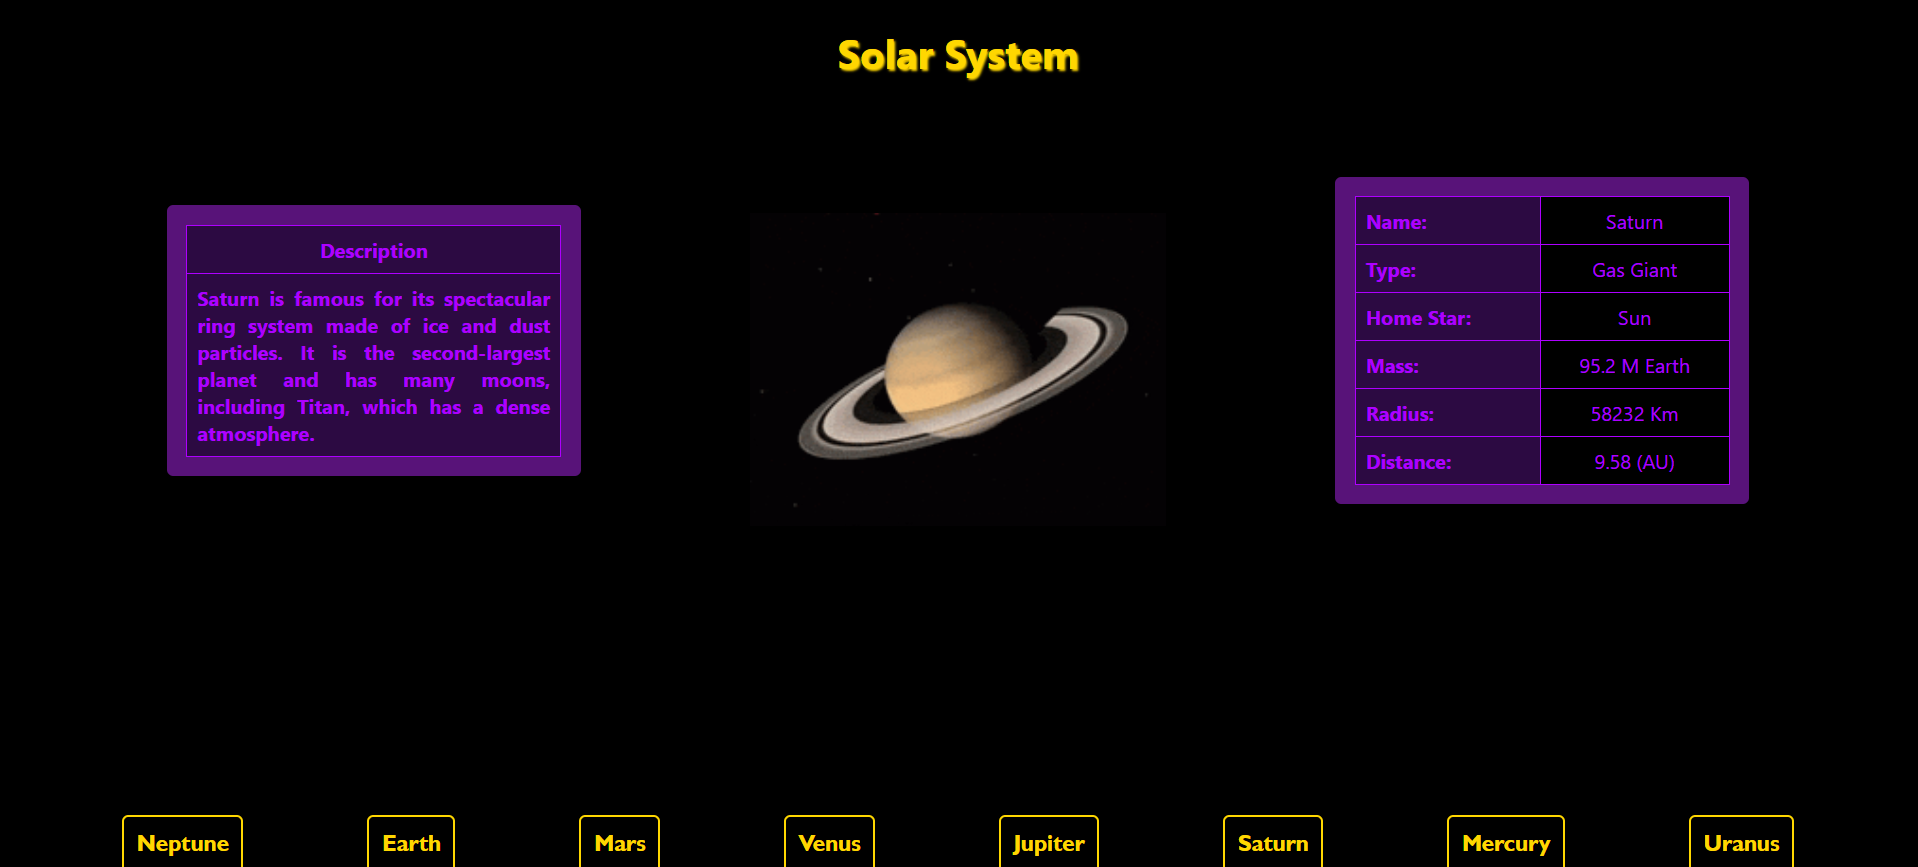 Solar System
Description
Saturn is famous for its spectacular
ring system made of ice and dust
particles. It is the second-largest
planet and has many moons,
including Titan, which has a dense
atmosphere.
Name: Saturn
Type: Gas Giant
Home Star: Sun
Mass: 95.2 M Earth
Radius: 58232 Km
Distance: 9.58 (AU)
Neptune Earth Mars Venus Jupiter Saturn Mercury Uranus